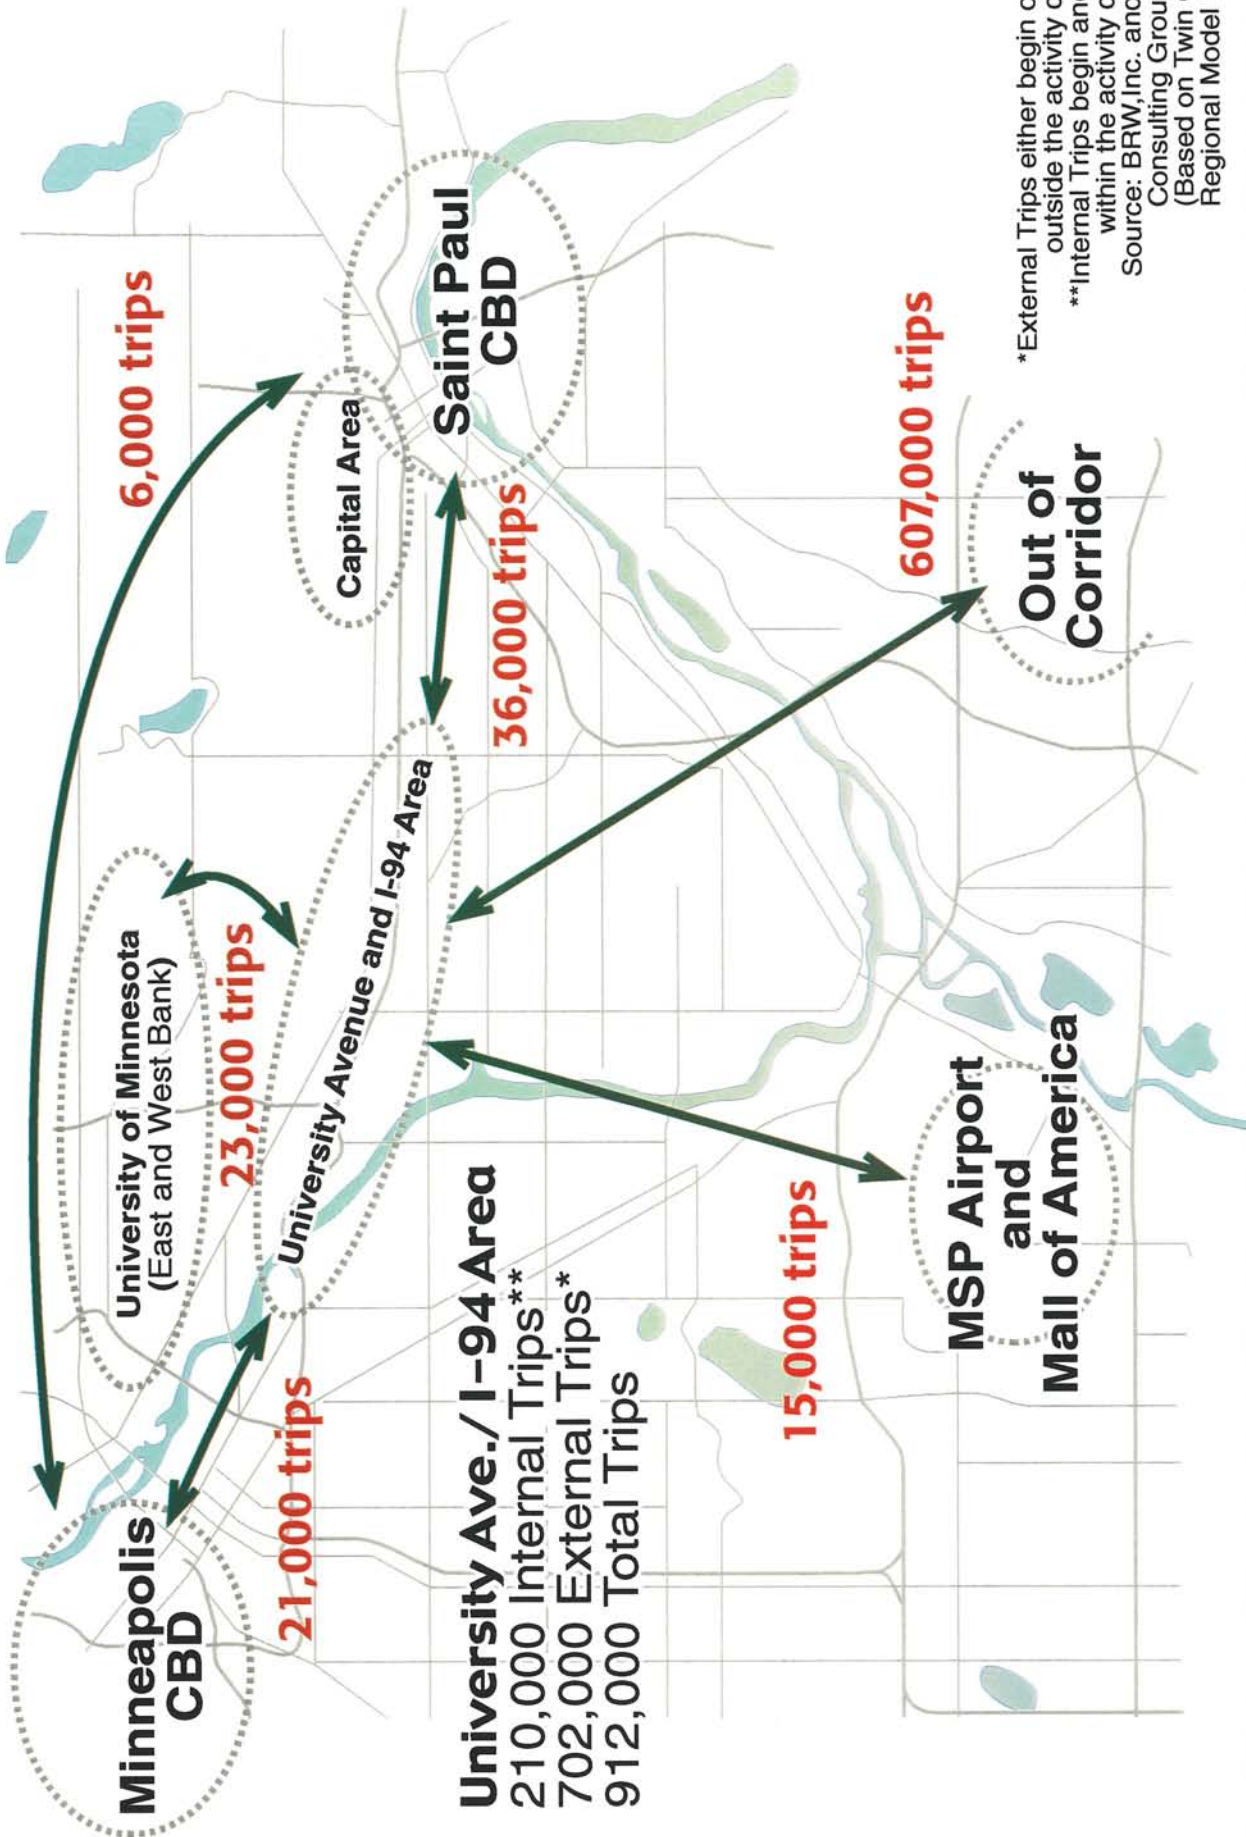 6,000 trips
Minneapolis
CBD
University of Minnesota
(East and West Bank)
23,000 trips
Capital Area
Saint Paul
CBD
21,000 trips
University Avenue and I-94 Area
36,000 trips
University Ave./ I-94 Area
210,000 Internal Trips**
702,000 External Trips*
912,000 Total Trips
15,000 trips
607,000 trips
MSP Airport
and
Mall of America
Out of
Corridor
*External Trips either begin
outside the activity
**Internal Trips begin
within the activity
Source: BRW,Inc. and
Consulting
(Based on Twin
Regional Model